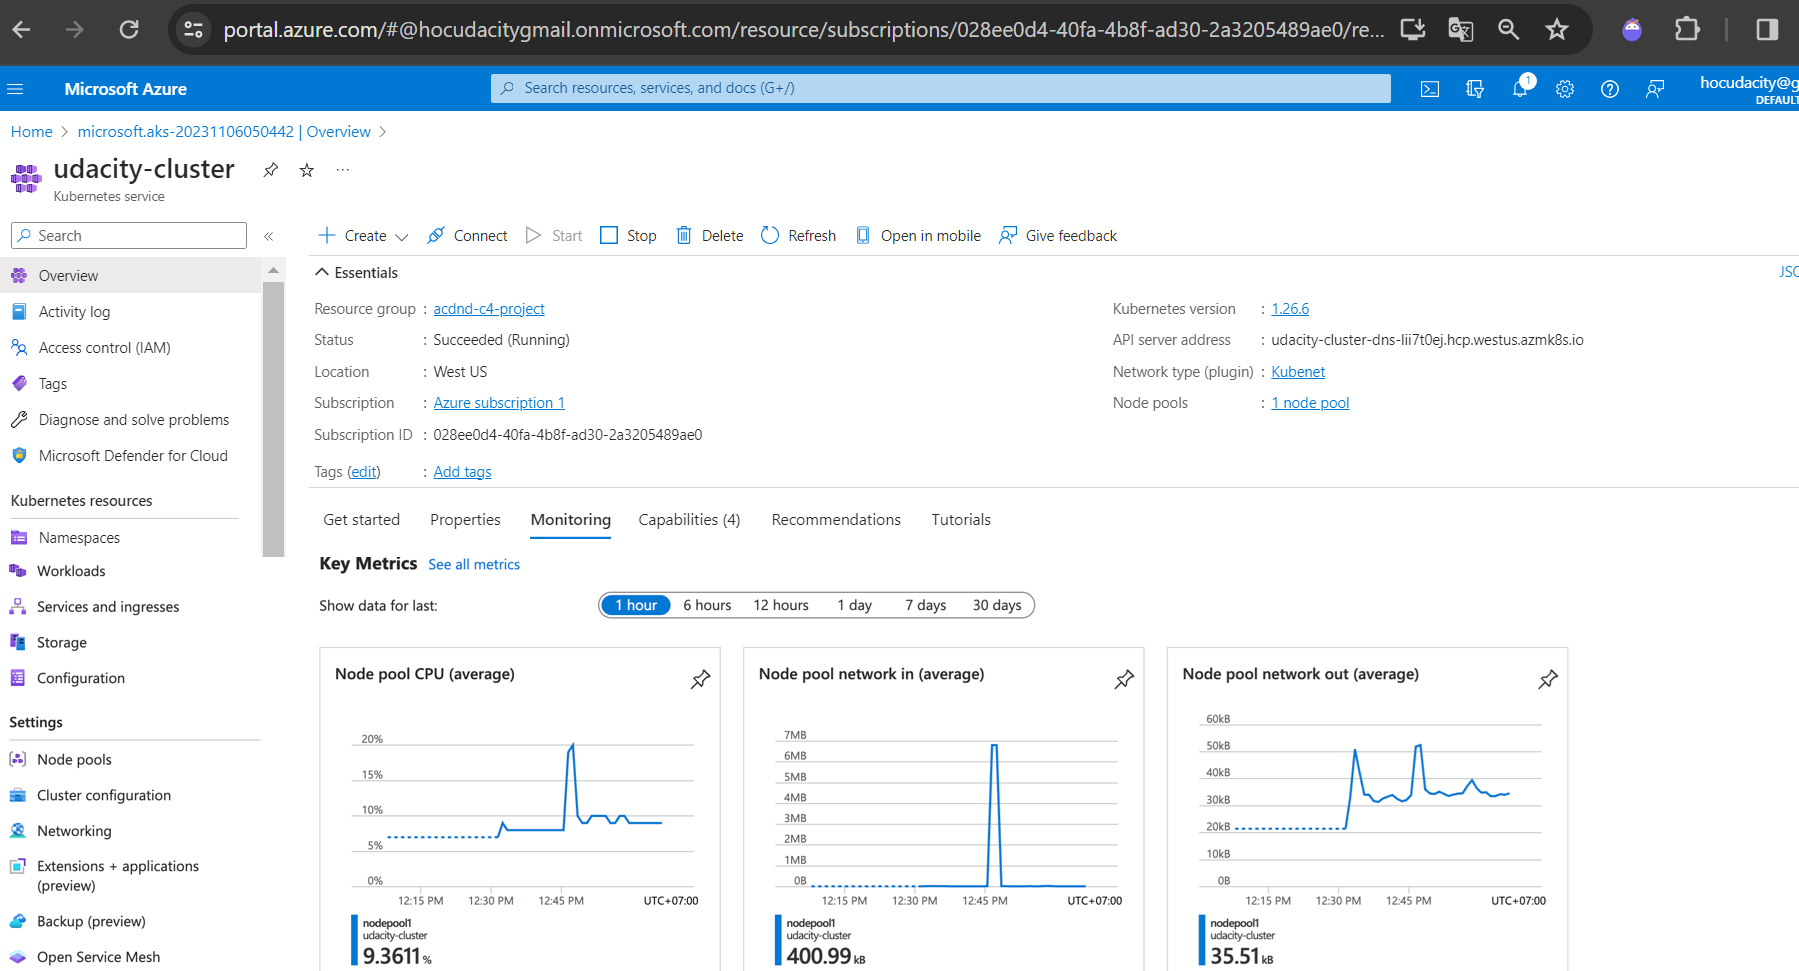 portal.azure.com/#@hocudacitygmail.onmicrosoft.com/resource/subscriptions/028ee0d4-40fa-4b8f-ad30-2a3205489ae0/re...
Microsoft Azure
Search resources, services, and docs (G+/)
1
hocudacity@g
DEFAULT
Home > microsoft.aks-20231106050442 | Overview >
udacity-cluster
...
Kubernetes service
Search
«
Create
Connect
Start
Stop
Delete
Refresh
Open in mobile
Give feedback
Overview
Activity log
Access control (IAM)
Tags
Diagnose and solve problems
Microsoft Defender for Cloud
Kubernetes resources
Namespaces
Workloads
Services and ingresses
Storage
Configuration
Settings
Node pools
Cluster configuration
Networking
Extensions + applications
(preview)
Backup (preview)
Open Service Mesh
Essentials
JSO
Resource group : acdnd-c4-project
Status : Succeeded (Running)
Location : West US
Subscription : Azure subscription 1
Subscription ID : 028ee0d4-40fa-4b8f-ad30-2a3205489ae0
Tags (edit) : Add tags
Kubernetes version : 1.26.6
API server address : udacity-cluster-dns-lii7t0ej.hcp.westus.azmk8s.io
Network type (plugin) : Kubenet
Node pools : 1 node pool
Get started Properties Monitoring Capabilities (4) Recommendations Tutorials
Key Metrics See all metrics
Show data for last: 1 hour 6 hours 12 hours 1 day 7 days 30 days
Node pool CPU (average)
20%
15%
10%
5%
0%
12:15 PM 12:30 PM 12:45 PM UTC+07:00
nodepool1
udacity-cluster
9.3611 %
Node pool network in (average)
7MB
6MB
5MB
4MB
3MB
2MB
1MB
0B
12:15 PM 12:30 PM 12:45 PM UTC+07:00
nodepool1
udacity-cluster
400.99 kB
Node pool network out (average)
60kB
50kB
40kB
30kB
20kB
10kB
0B
12:15 PM 12:30 PM 12:45 PM UTC+07:00
nodepool1
udacity-cluster
35.51 kB